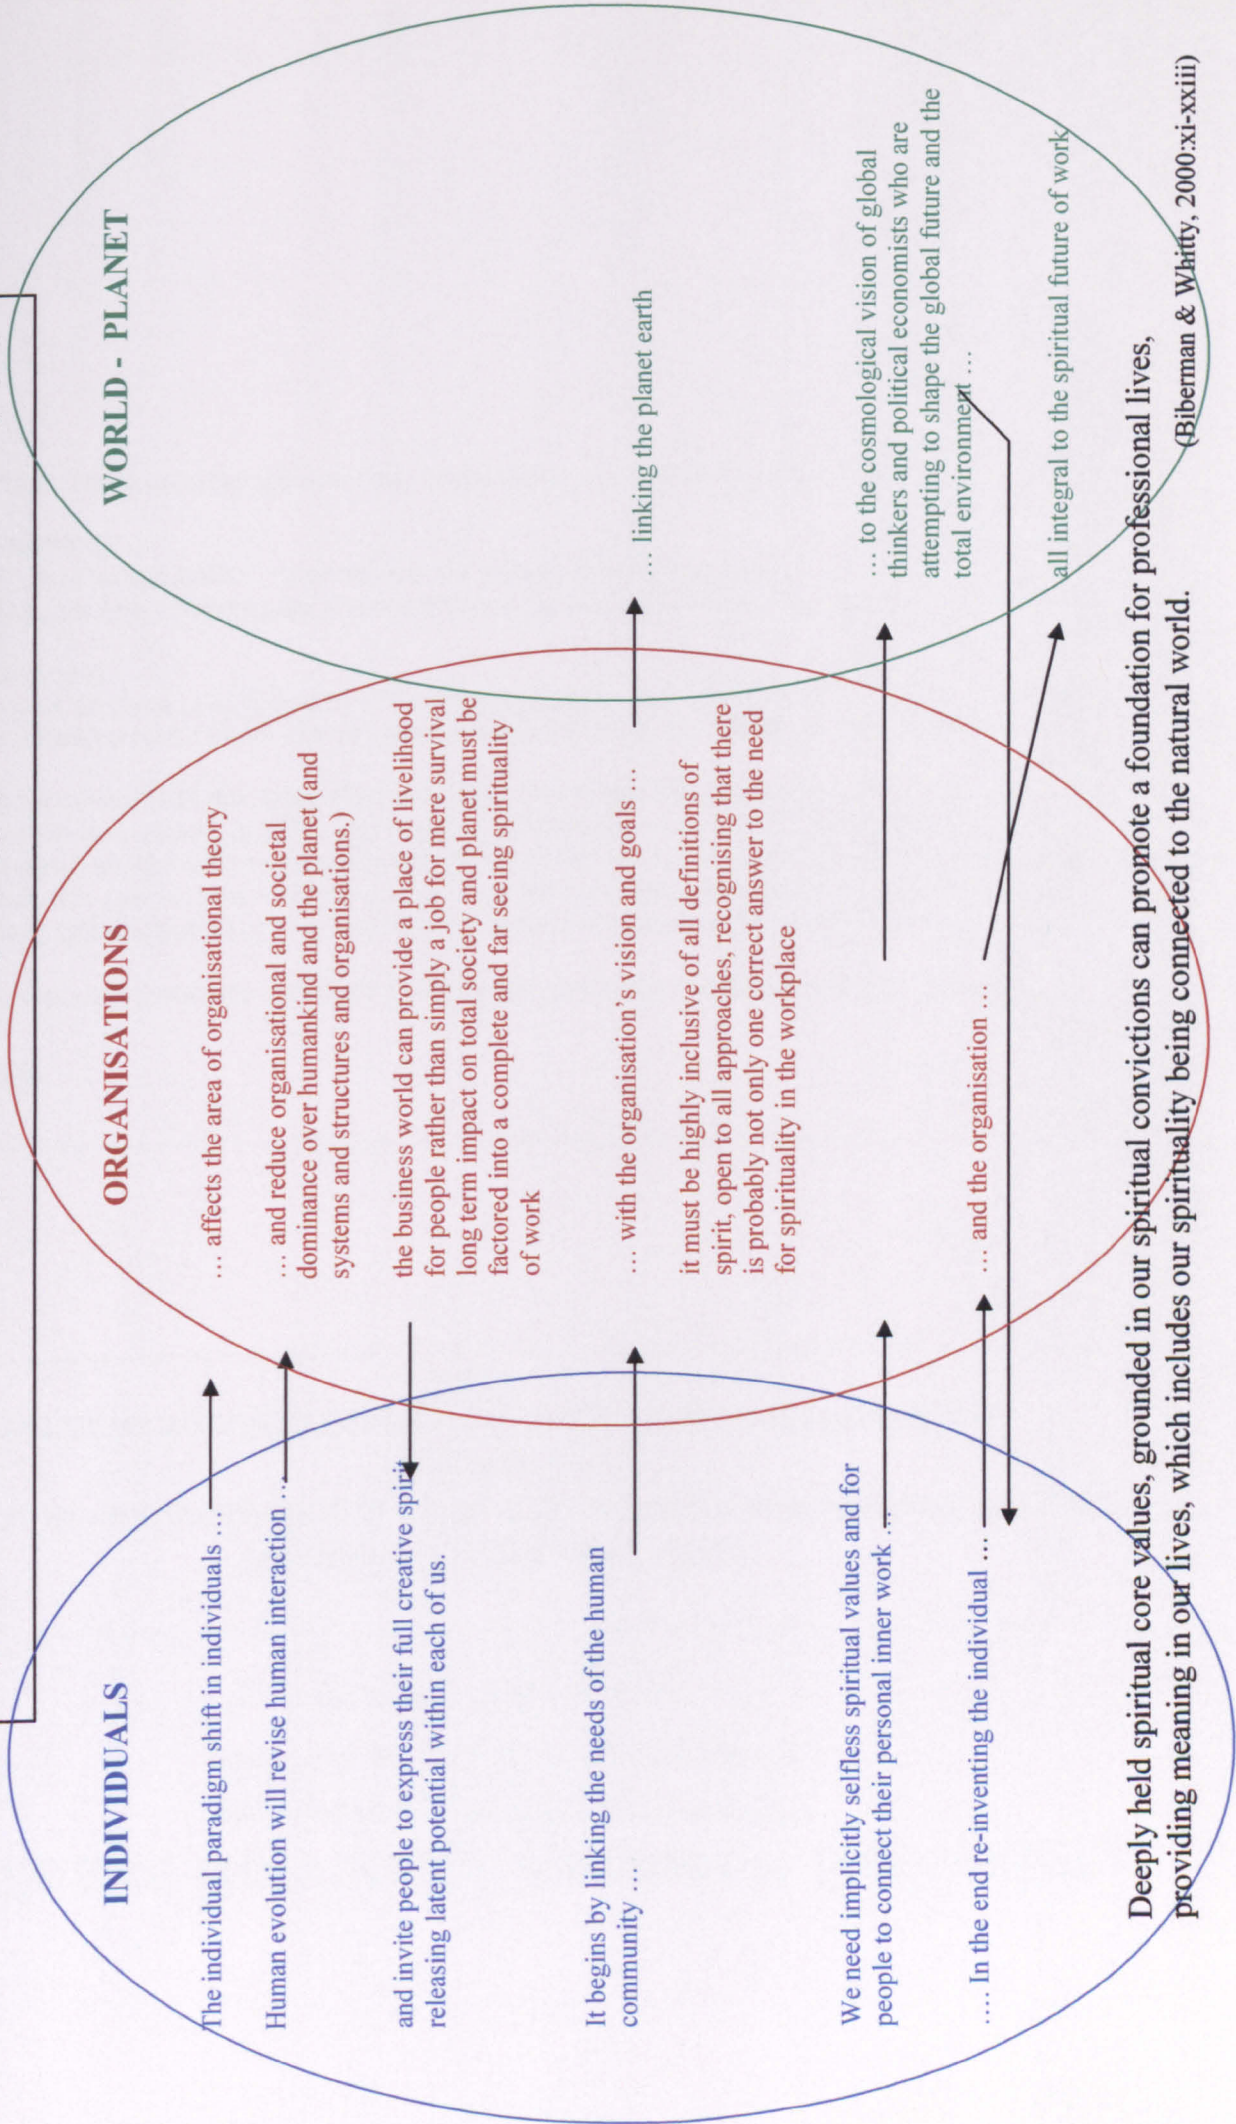 INDIVIDUALS
The individual paradigm shift in individuals …
Human evolution will revise human interaction …
and invite people to express their full creative spirit
releasing latent potential within each of us.
It begins by linking the needs of the human
community …
We need implicitly selfless spiritual values and for
people to connect their personal inner work …
…. In the end re-inventing the individual …
ORGANISATIONS
… affects the area of organisational theory
… and reduce organisational and societal
dominance over humankind and the planet (and
systems and structures and organisations.)
the business world can provide a place of livelihood
for people rather than simply a job for mere survival
long term impact on total society and planet must be
factored into a complete and far seeing spirituality
of work
… with the organisation’s vision and goals …
it must be highly inclusive of all definitions of
spirit, open to all approaches, recognising that there
is probably not only one correct answer to the need
for spirituality in the workplace
… and the organisation …
WORLD - PLANET
… linking the planet earth
… to the cosmological vision of global
thinkers and political economists who are
attempting to shape the global future and the
total environment …
all integral to the spiritual future of work
Deeply held spiritual core values, grounded in our spiritual convictions can promote a foundation for professional lives,
providing meaning in our lives, which includes our spirituality being connected to the natural world.
(Biberman & Whitty, 2000:xi-xxiii)